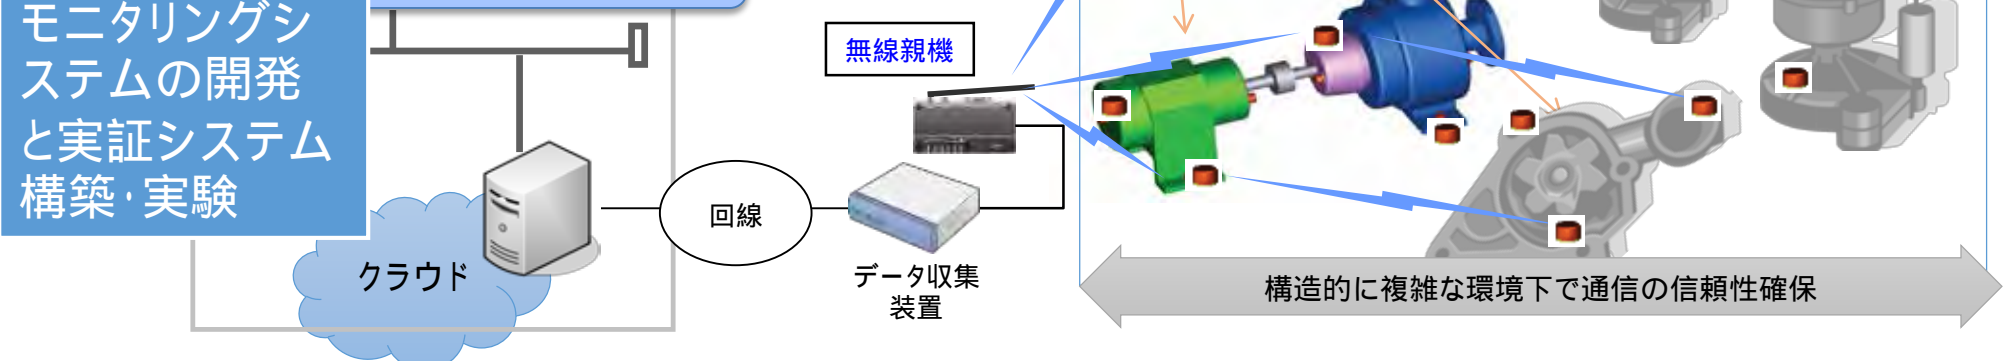 モニタリングシ
ステムの開発
と実証システム
構築・実験
無線親機
回線
クラウド
データ収集
装置
構造的に複雑な環境下で通信の信頼性確保